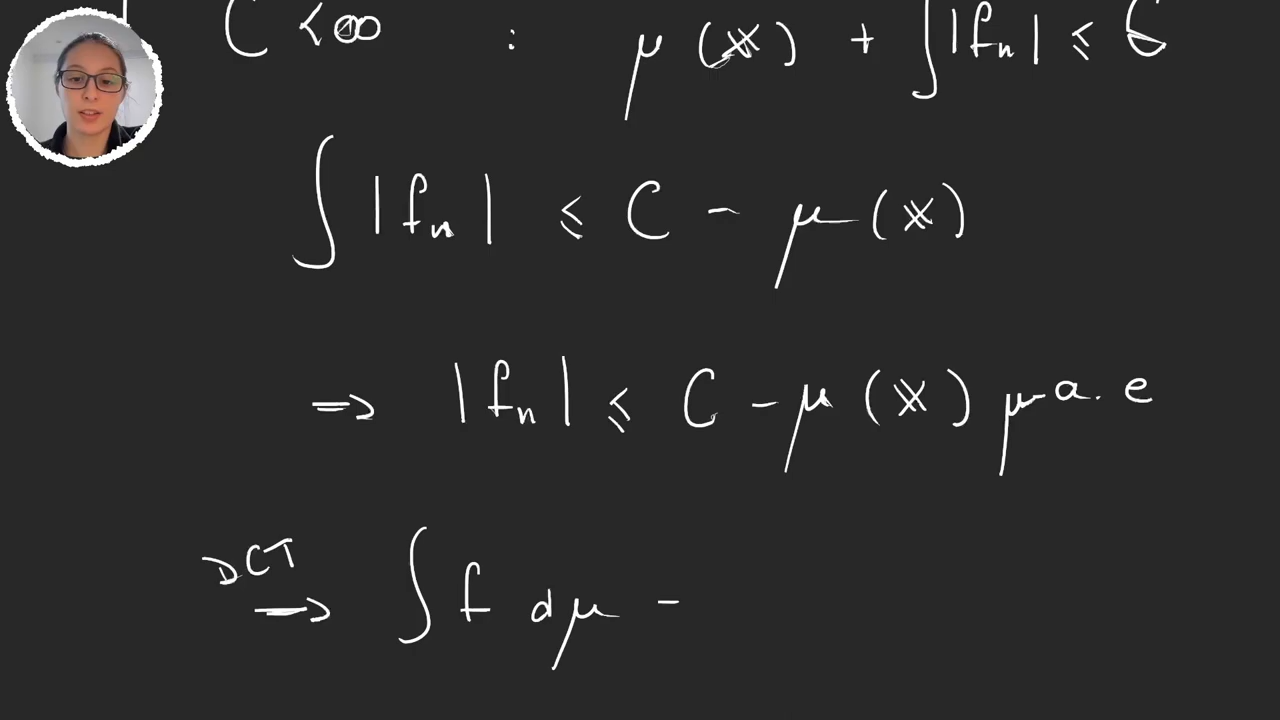 C < ∞ : μ(X) + ∫|fₙ| ≤ C
∫|fₙ| ≤ C - μ(X)
⇒ |fₙ| ≤ C - μ(X) μ a.e
DCT
⇒ ∫ f dμ -